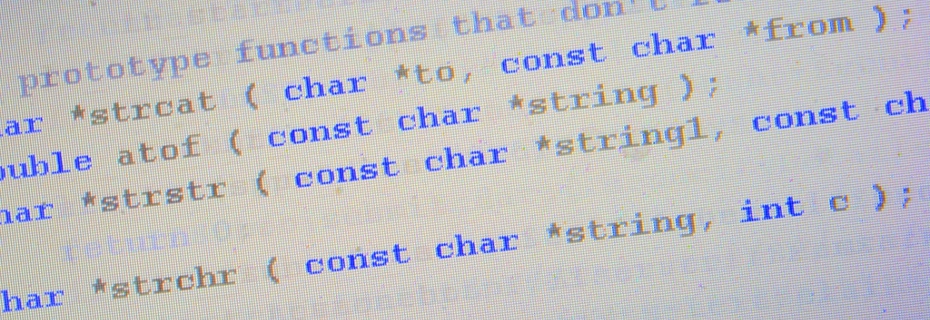 prototype functions that don't
ar *strcat ( char *to, const char *from );
ouble atof ( const char *string );
har *strstr ( const char *string1, const ch
har *strchr ( const char *string, int c );